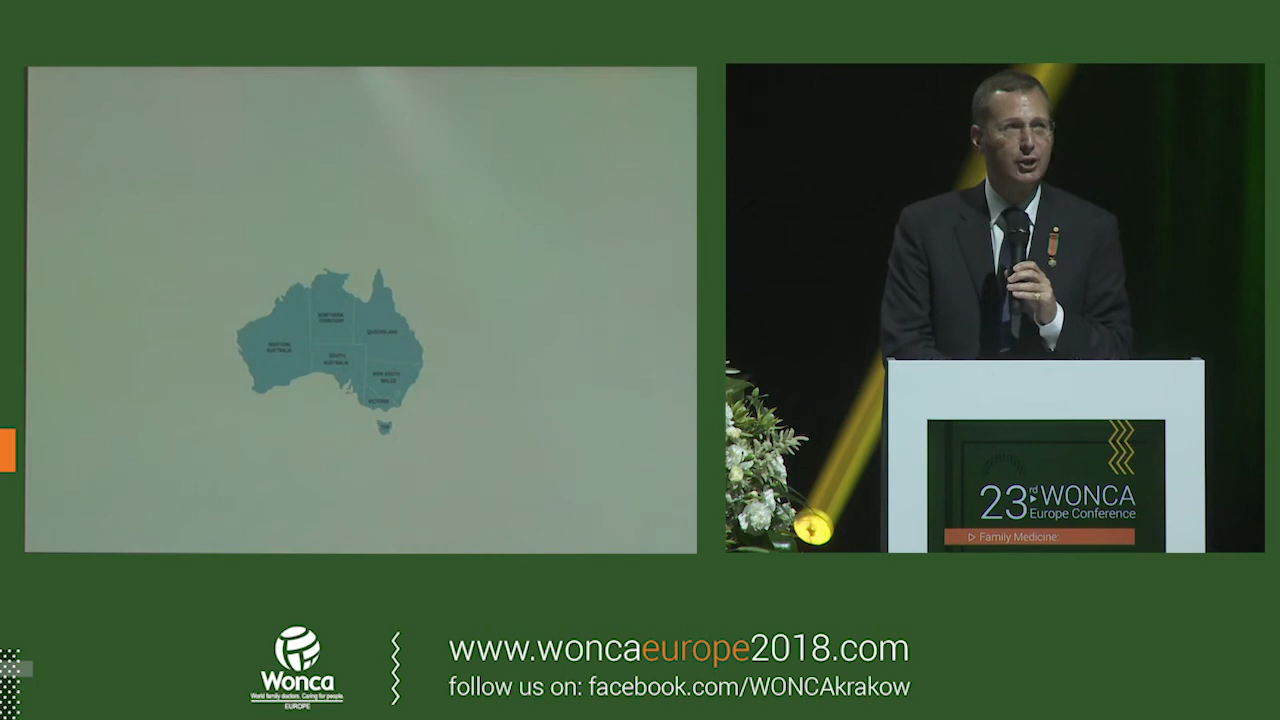 NORTHERN
TERRITORY
QUEENSLAND
WESTERN
AUSTRALIA
SOUTH
AUSTRALIA
NEW SOUTH
WALES
VICTORIA
23rd WONCA
Europe Conference
Family Medicine:
Wonca
World family doctors. Caring for people.
EUROPE
www.woncaeurope2018.com
follow us on: facebook.com/WONCAkrakow